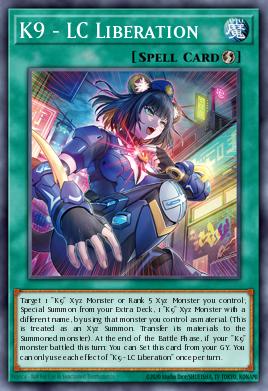 K9 - LC Liberation
魔
[Spell Card]
Target 1 "K9" Xyz Monster or Rank 5 Xyz Monster you control;
Special Summon from your Extra Deck, 1 "K9" Xyz Monster with a
different name, by using that monster you control as material (This
is treated as an Xyz Summon. Transfer its materials to the
Summoned monster). At the end of the Battle Phase, if your "K9"
monster battled this turn: You can Set this card from your GY. You
can only use each effect of "K9 - LC Liberation" once per turn.